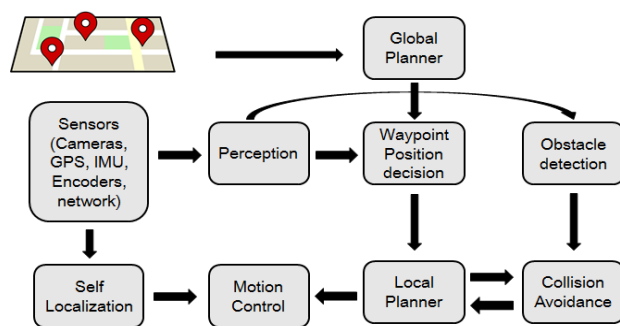 Global
Planner
Sensors
(Cameras,
GPS, IMU,
Encoders,
network)
Perception
Waypoint
Position
decision
Obstacle
detection
Self
Localization
Motion
Control
Local
Planner
Collision
Avoidance